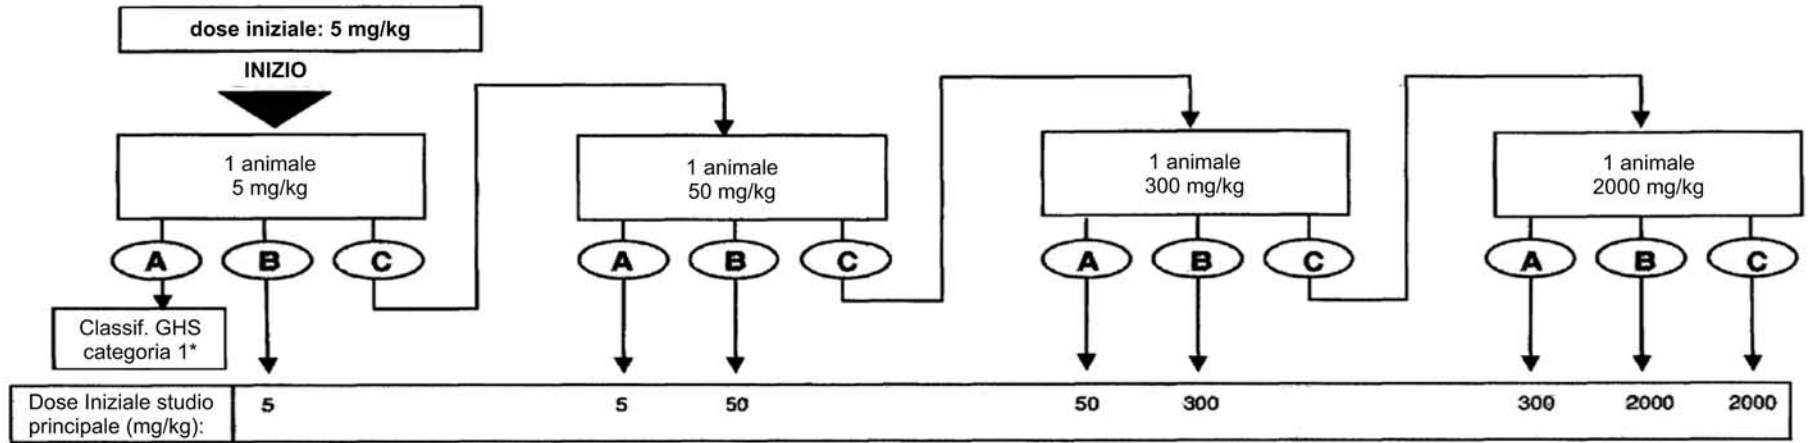 dose iniziale: 5 mg/kg
INIZIO
1 animale
5 mg/kg
1 animale
50 mg/kg
1 animale
300 mg/kg
1 animale
2000 mg/kg
A B C A B C A B C A B C
Classif. GHS
categoria 1*
Dose Iniziale studio
principale (mg/kg):
5 5 50 50 300 300 2000 2000